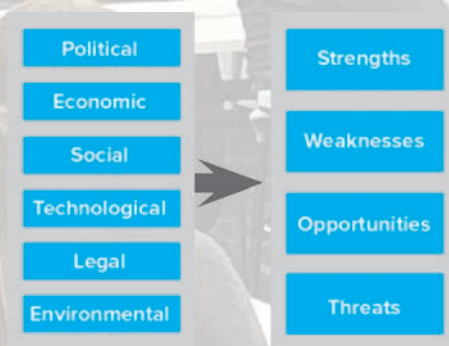 Political
Economic
Social
Technological
Legal
Environmental
Strengths
Weaknesses
Opportunities
Threats